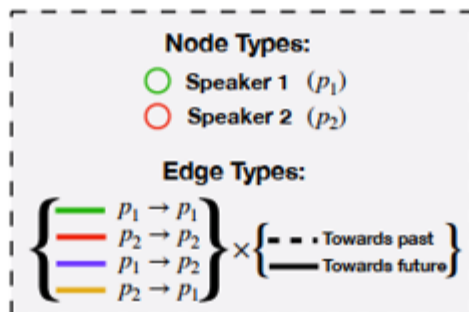 Node Types:
Speaker 1 (p₁)
Speaker 2 (p₂)
Edge Types:
p₁ → p₁
p₂ → p₂
p₁ → p₂
p₂ → p₁
×
Towards past
Towards future